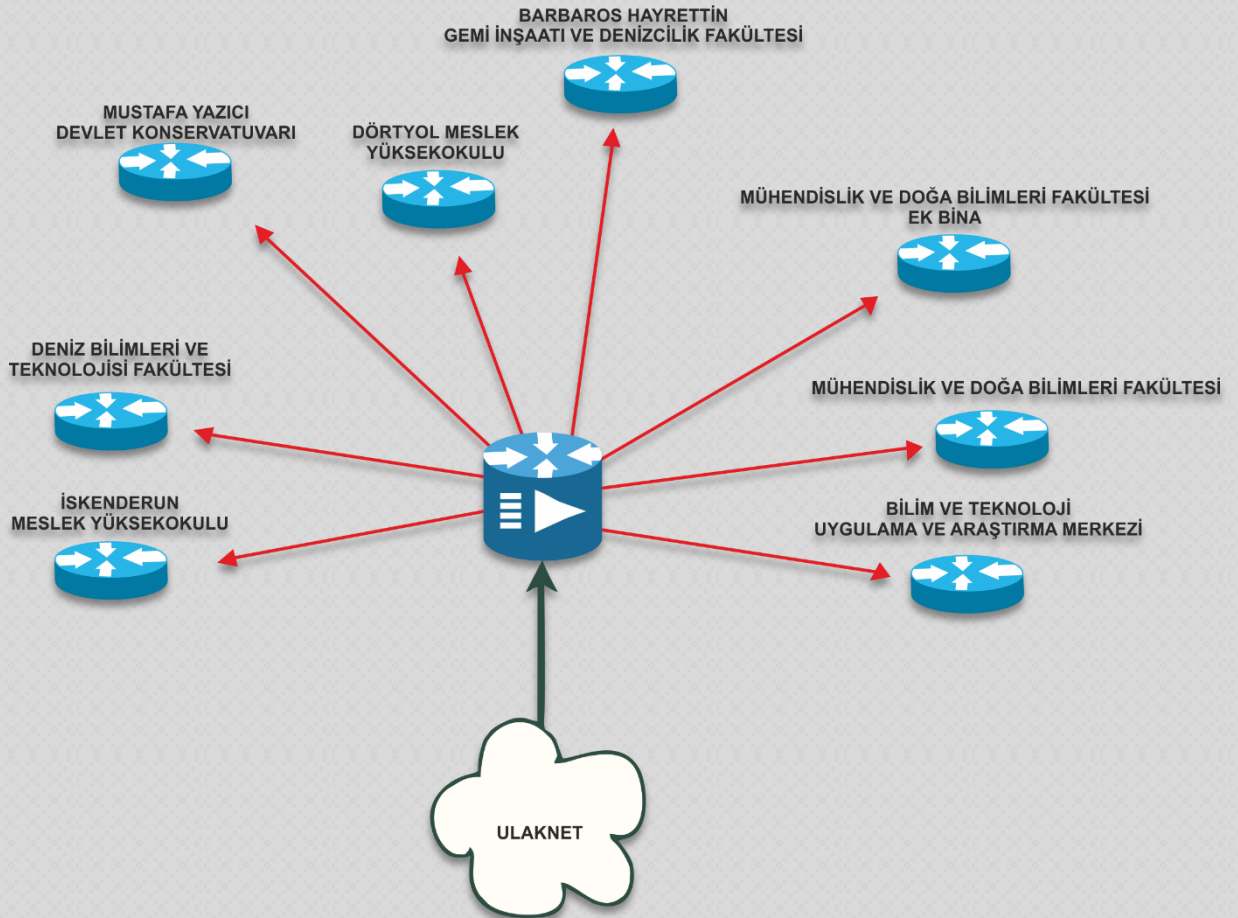 BARBAROS HAYRETTİN
GEMİ İNŞAATI VE DENİZCİLİK FAKÜLTESİ
MUSTAFA YAZICI
DEVLET KONSERVATUVARI
DÖRTYOL MESLEK
YÜKSEKOKULU
MÜHENDİSLİK VE DOĞA BİLİMLERİ FAKÜLTESİ
EK BİNA
DENİZ BİLİMLERİ VE
TEKNOLOJİSİ FAKÜLTESİ
MÜHENDİSLİK VE DOĞA BİLİMLERİ FAKÜLTESİ
İSKENDERUN
MESLEK YÜKSEKOKULU
BİLİM VE TEKNOLOJİ
UYGULAMA VE ARAŞTIRMA MERKEZİ
ULAKNET